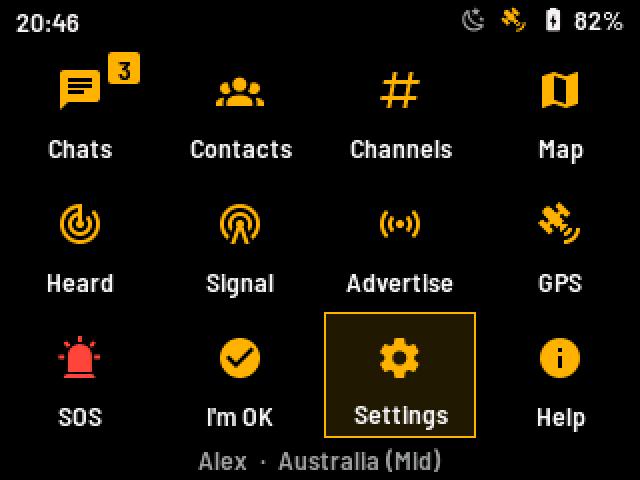 20:46 82%
3
Chats Contacts Channels Map
Heard Signal Advertise GPS
SOS I'm OK Settings Help
Alex · Australia (Mid)